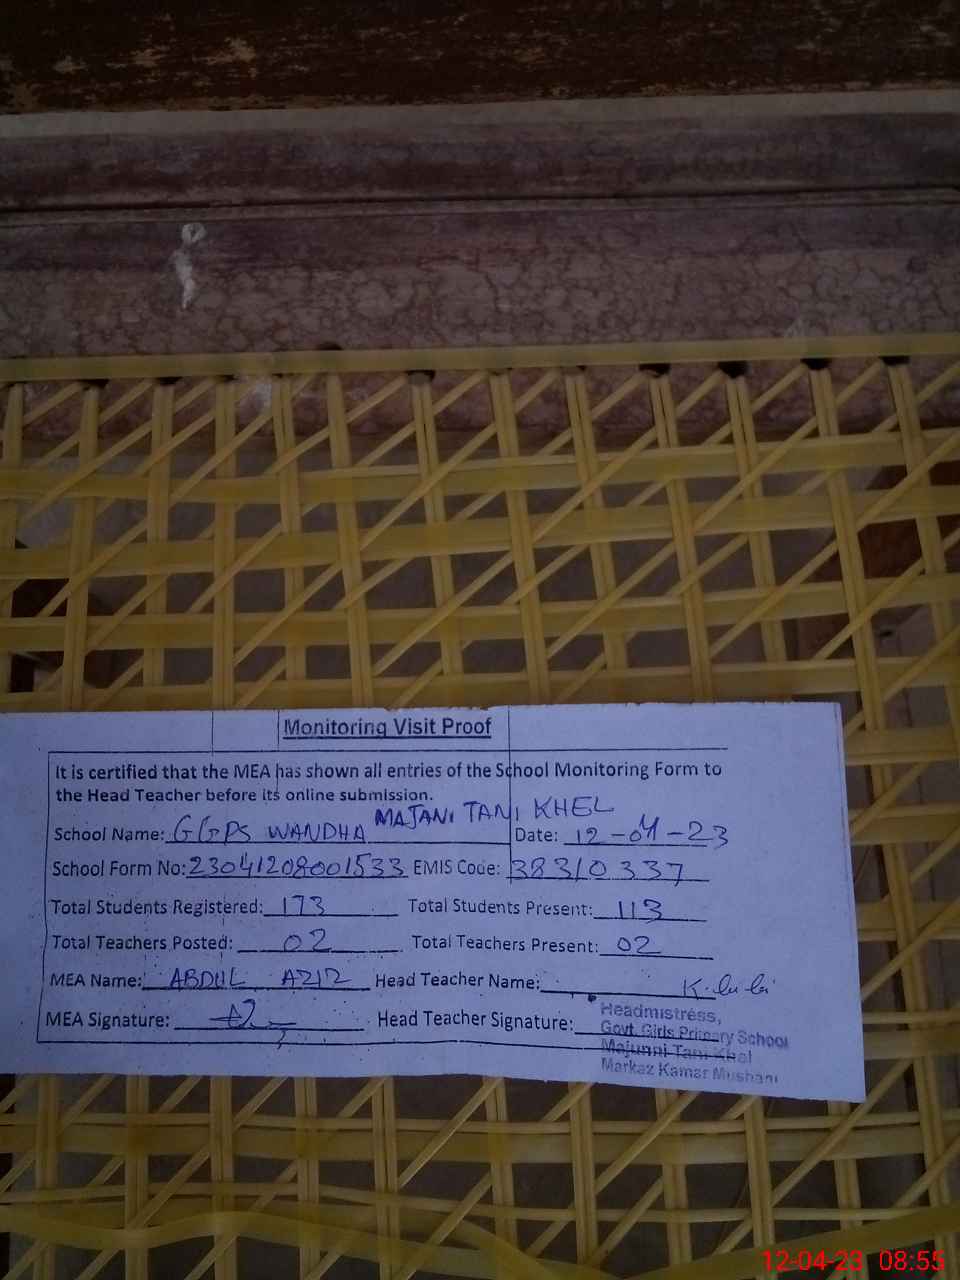 Monitoring Visit Proof
It is certified that the MEA has shown all entries of the School Monitoring Form to
the Head Teacher before its online submission.
School Name: GGPS WANDHA MAJANI TANI KHEL Date: 12-04-23
School Form No: 23041208001533 EMIS Code: 38310337
Total Students Registered: 173 Total Students Present: 113
Total Teachers Posted: 02 Total Teachers Present: 02
MEA Name: ABDUL AZIZ Head Teacher Name: K. bibi
MEA Signature: Head Teacher Signature:
Headmistress,
Govt. Girls Primary School
Majunni Tani Khel
Markaz Kamar Mushani
12-04-23 08:55